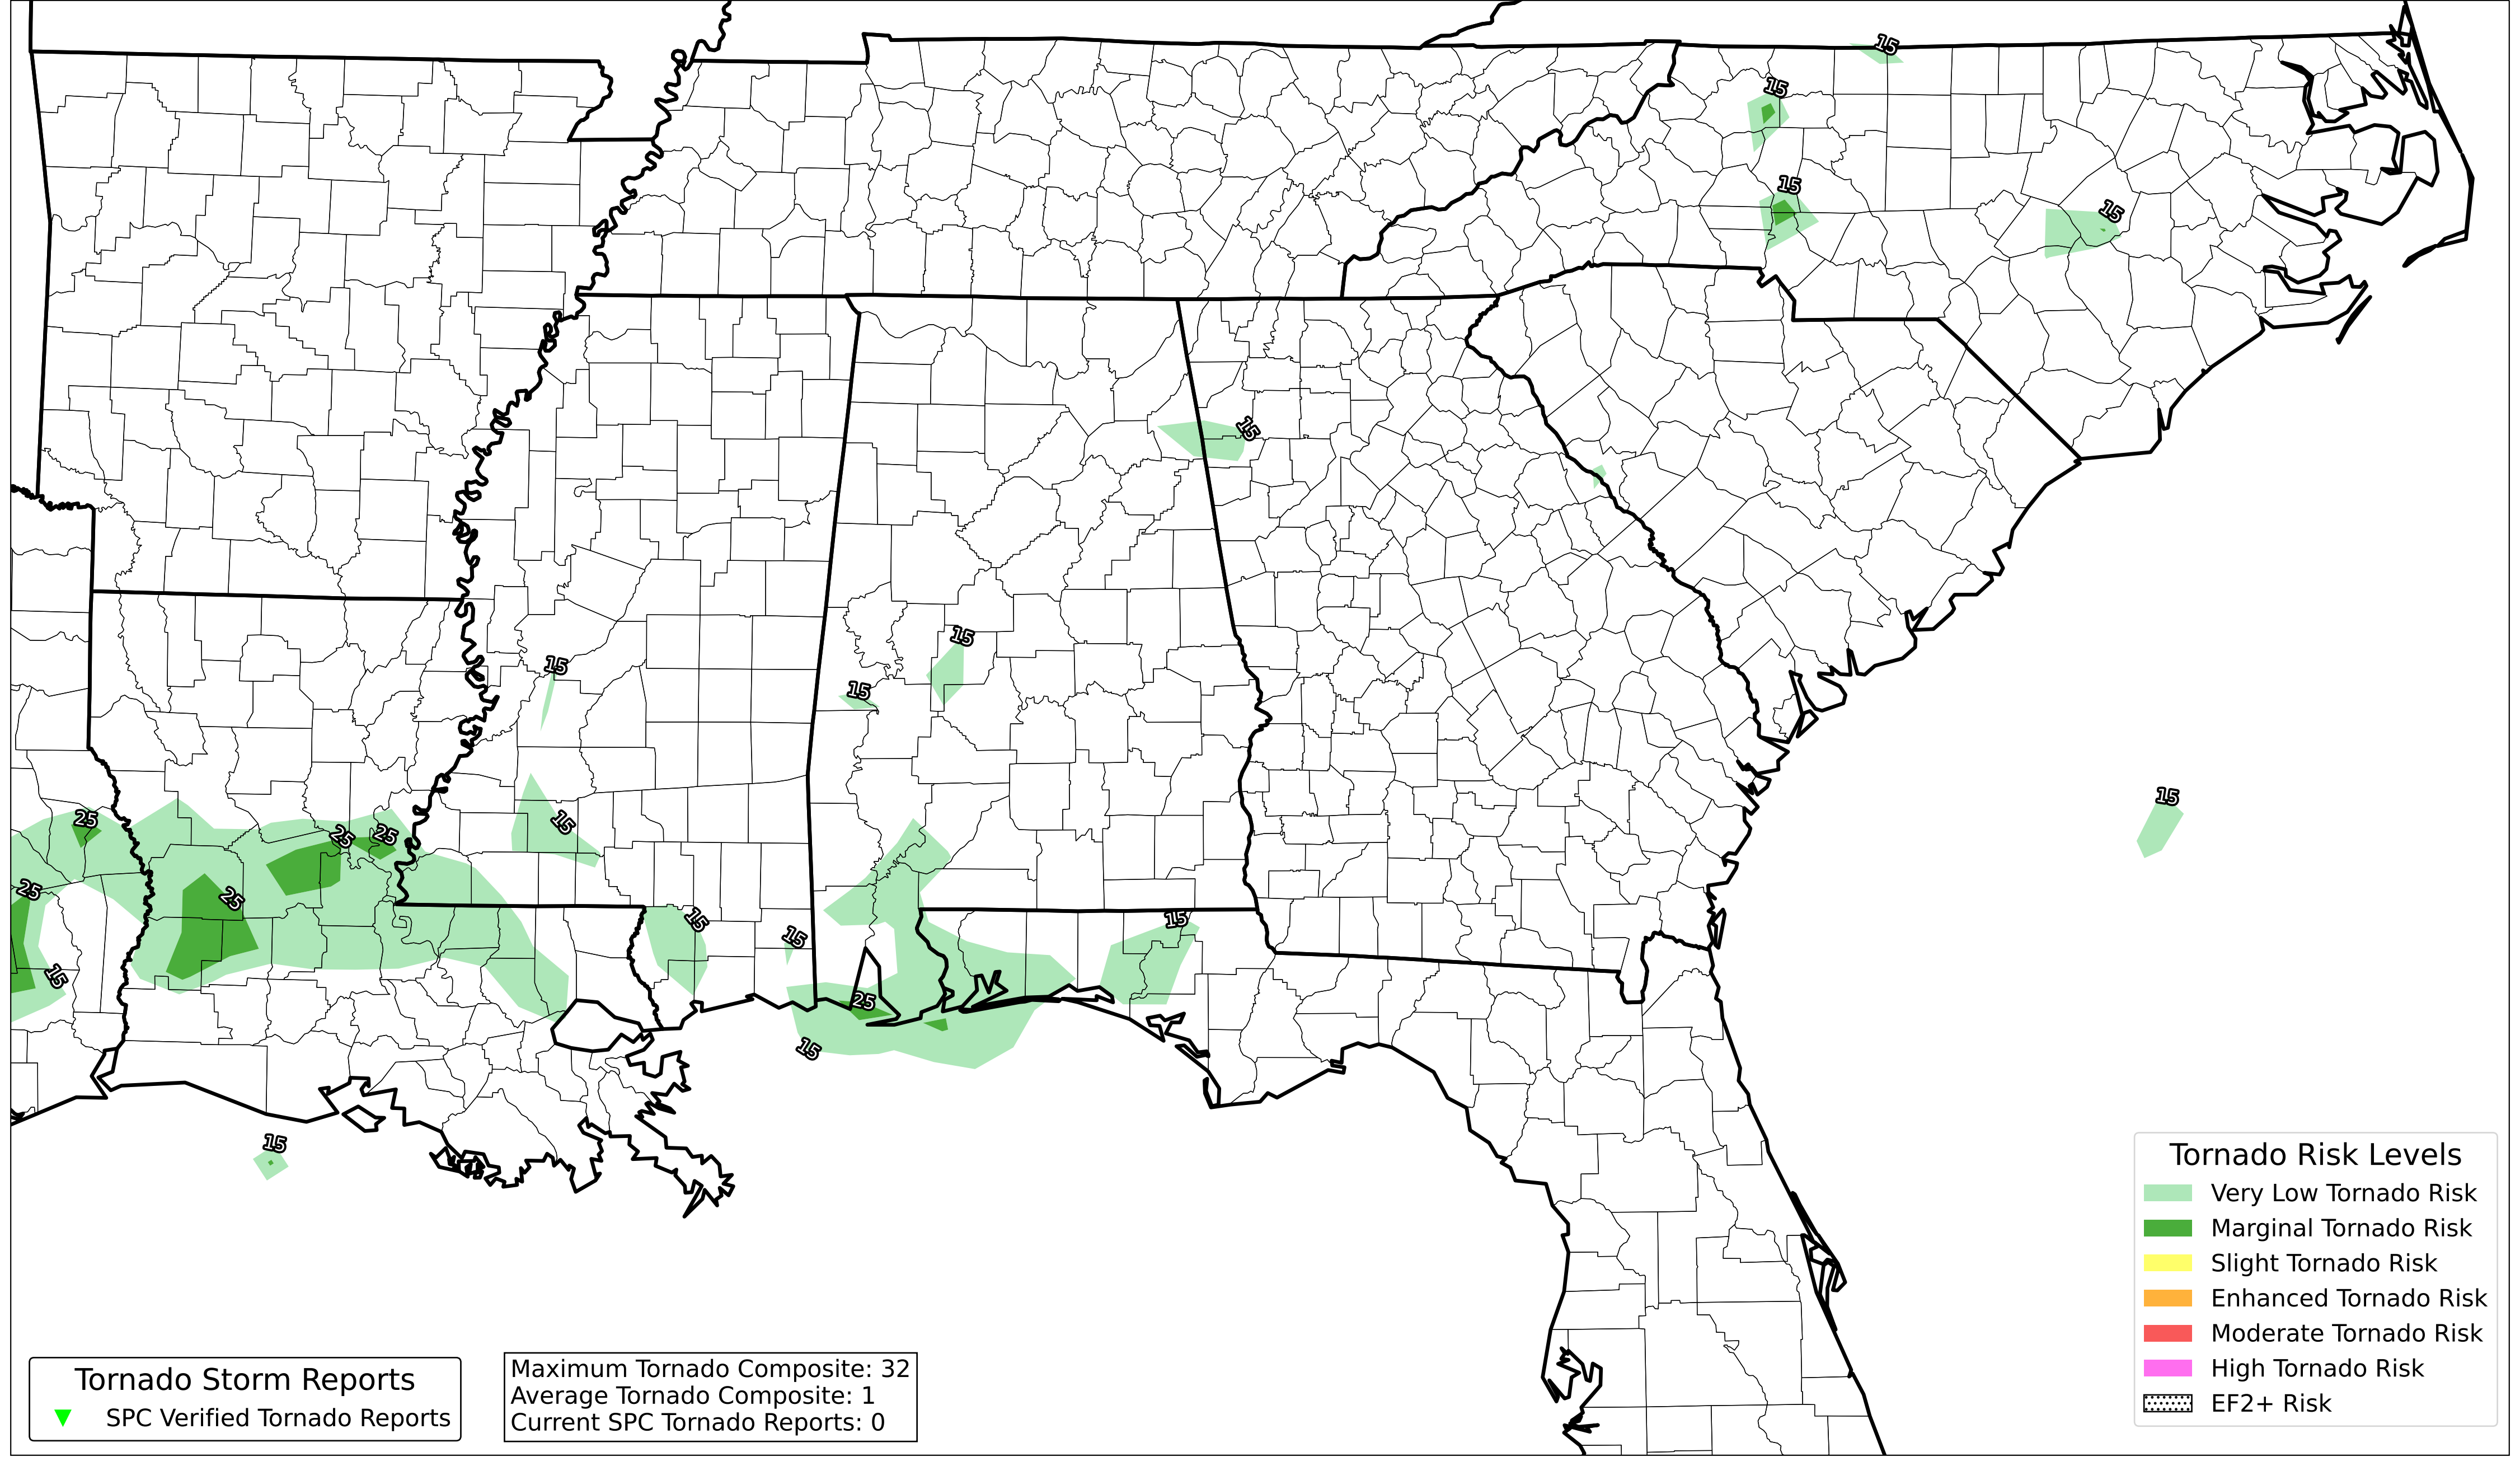 15
15
15
15
15
15
15
15
15
15
25
25
25
15
25
25
15
15
15
15
25
15
15
Tornado Risk Levels
Very Low Tornado Risk
Marginal Tornado Risk
Slight Tornado Risk
Enhanced Tornado Risk
Moderate Tornado Risk
High Tornado Risk
EF2+ Risk
Tornado Storm Reports
SPC Verified Tornado Reports
Maximum Tornado Composite: 32
Average Tornado Composite: 1
Current SPC Tornado Reports: 0